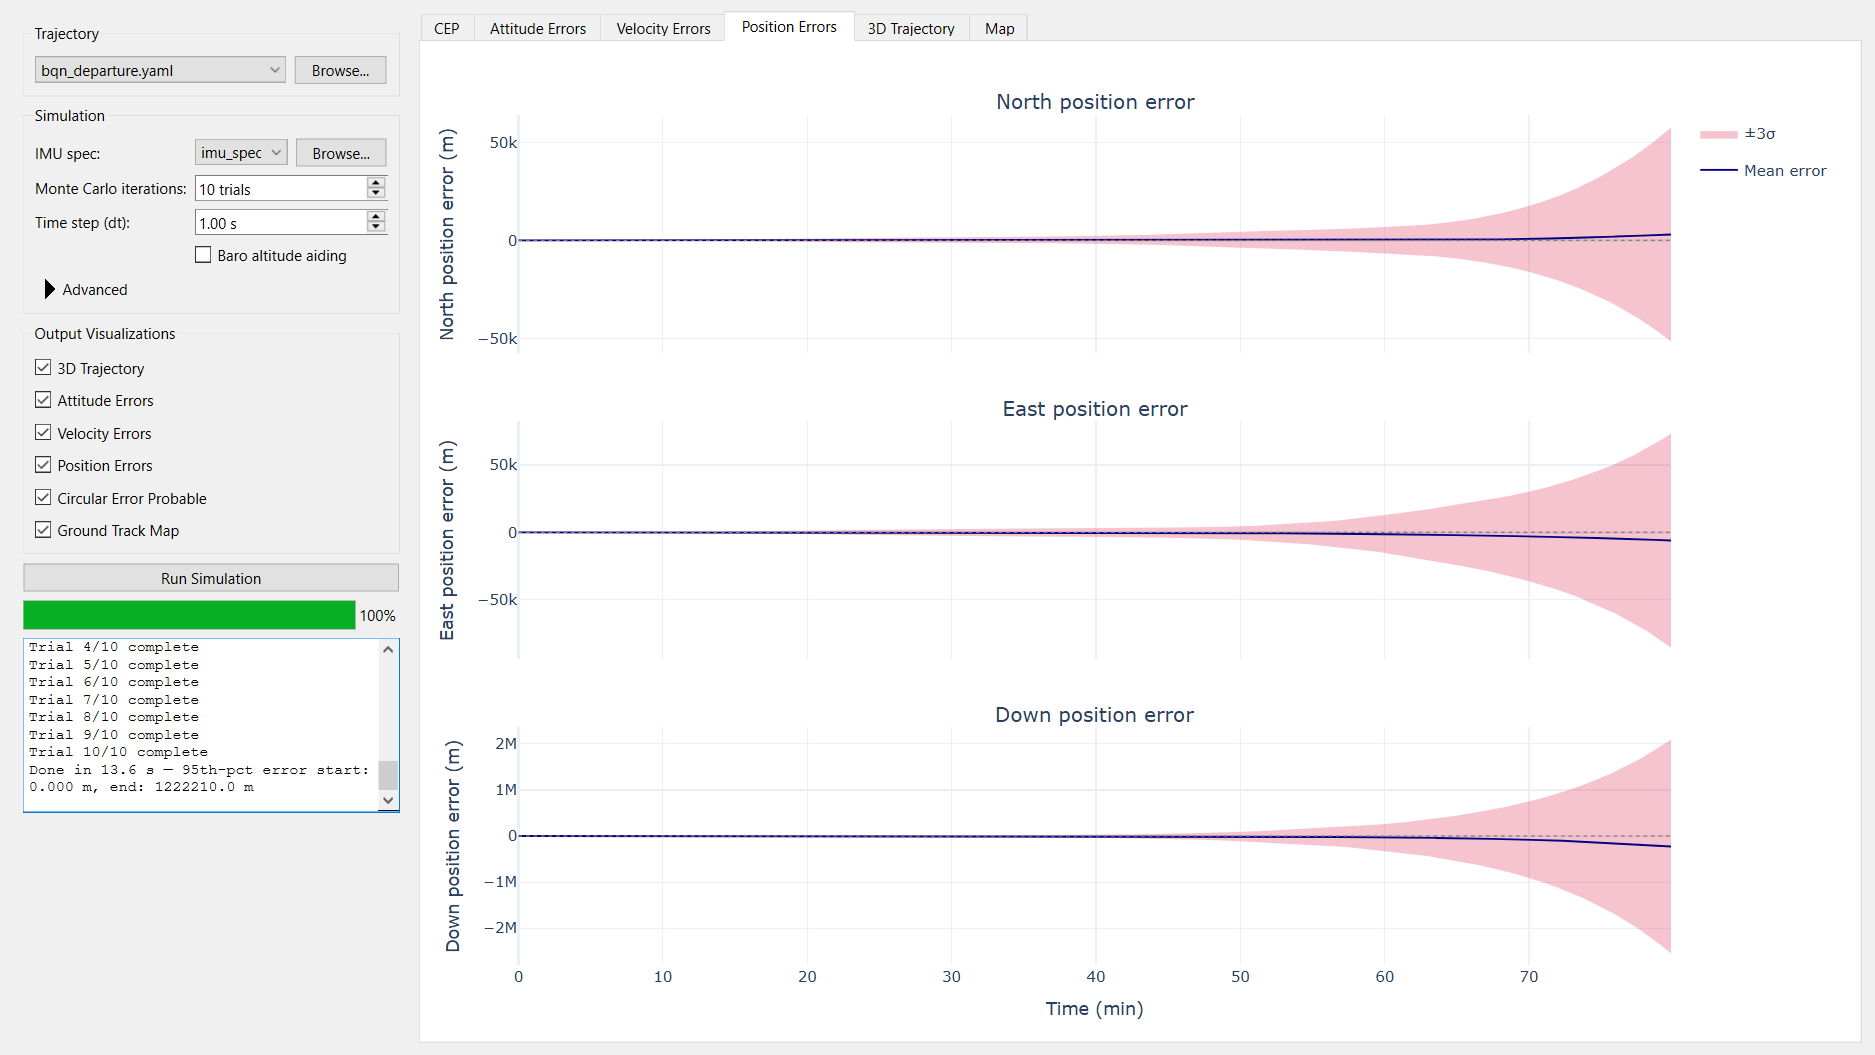 Trajectory
bqn_departure.yaml
Browse...
Simulation
IMU spec:
imu_spec
Browse...
Monte Carlo iterations:
10 trials
Time step (dt):
1.00 s
Baro altitude aiding
Advanced
Output Visualizations
3D Trajectory
Attitude Errors
Velocity Errors
Position Errors
Circular Error Probable
Ground Track Map
Run Simulation
100%
Trial 4/10 complete
Trial 5/10 complete
Trial 6/10 complete
Trial 7/10 complete
Trial 8/10 complete
Trial 9/10 complete
Trial 10/10 complete
Done in 13.6 s — 95th-pct error start:
0.000 m, end: 1222210.0 m
CEP
Attitude Errors
Velocity Errors
Position Errors
3D Trajectory
Map
North position error
North position error (m)
50k
0
−50k
±3σ
Mean error
East position error
East position error (m)
50k
0
−50k
Down position error
Down position error (m)
2M
1M
0
−1M
−2M
0 10 20 30 40 50 60 70
Time (min)